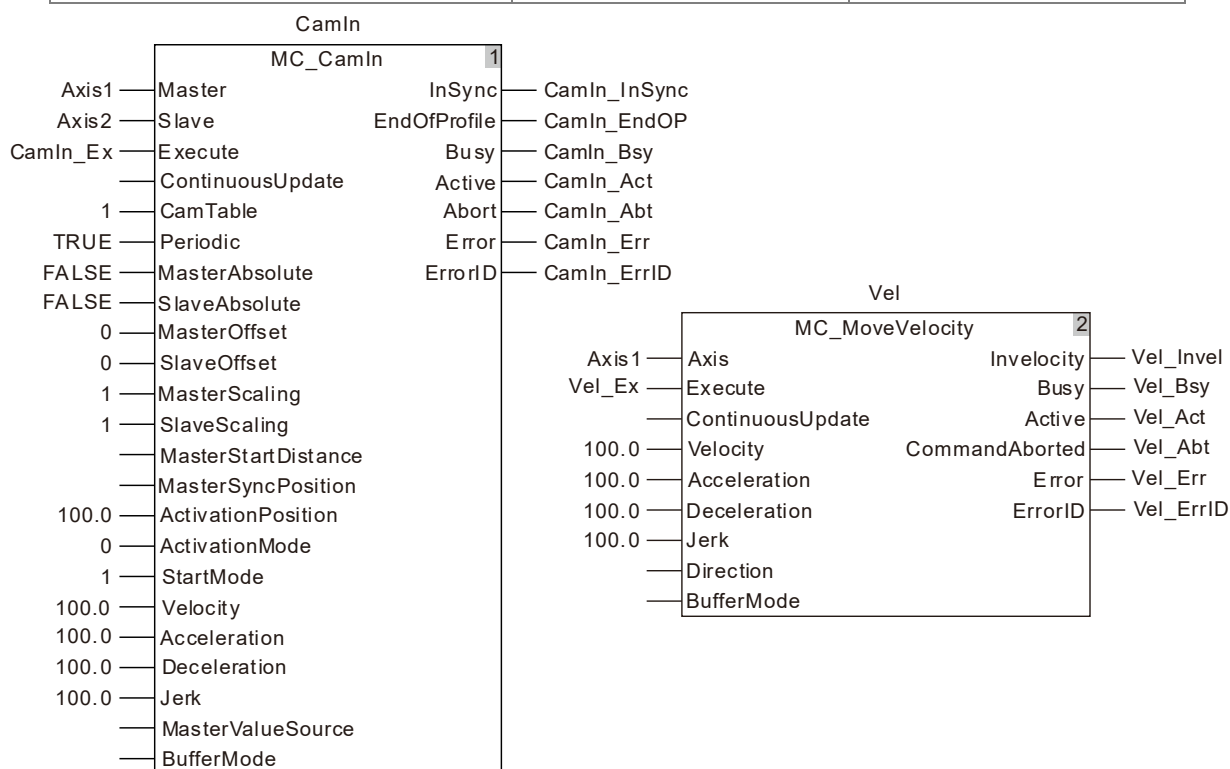 CamIn
MC_CamIn 1
Axis1 Master InSync CamIn_InSync
Axis2 Slave EndOfProfile CamIn_EndOP
CamIn_Ex Execute Busy CamIn_Bsy
ContinuousUpdate Active CamIn_Act
1 CamTable Abort CamIn_Abt
TRUE Periodic Error CamIn_Err
FALSE MasterAbsolute ErrorID CamIn_ErrID
FALSE SlaveAbsolute
0 MasterOffset
0 SlaveOffset
1 MasterScaling
1 SlaveScaling
MasterStartDistance
MasterSyncPosition
100.0 ActivationPosition
0 ActivationMode
1 StartMode
100.0 Velocity
100.0 Acceleration
100.0 Deceleration
100.0 Jerk
MasterValueSource
BufferMode
Vel
MC_MoveVelocity 2
Axis1 Axis Invelocity Vel_Invel
Vel_Ex Execute Busy Vel_Bsy
ContinuousUpdate Active Vel_Act
100.0 Velocity CommandAborted Vel_Abt
100.0 Acceleration Error Vel_Err
100.0 Deceleration ErrorID Vel_ErrID
100.0 Jerk
Direction
BufferMode